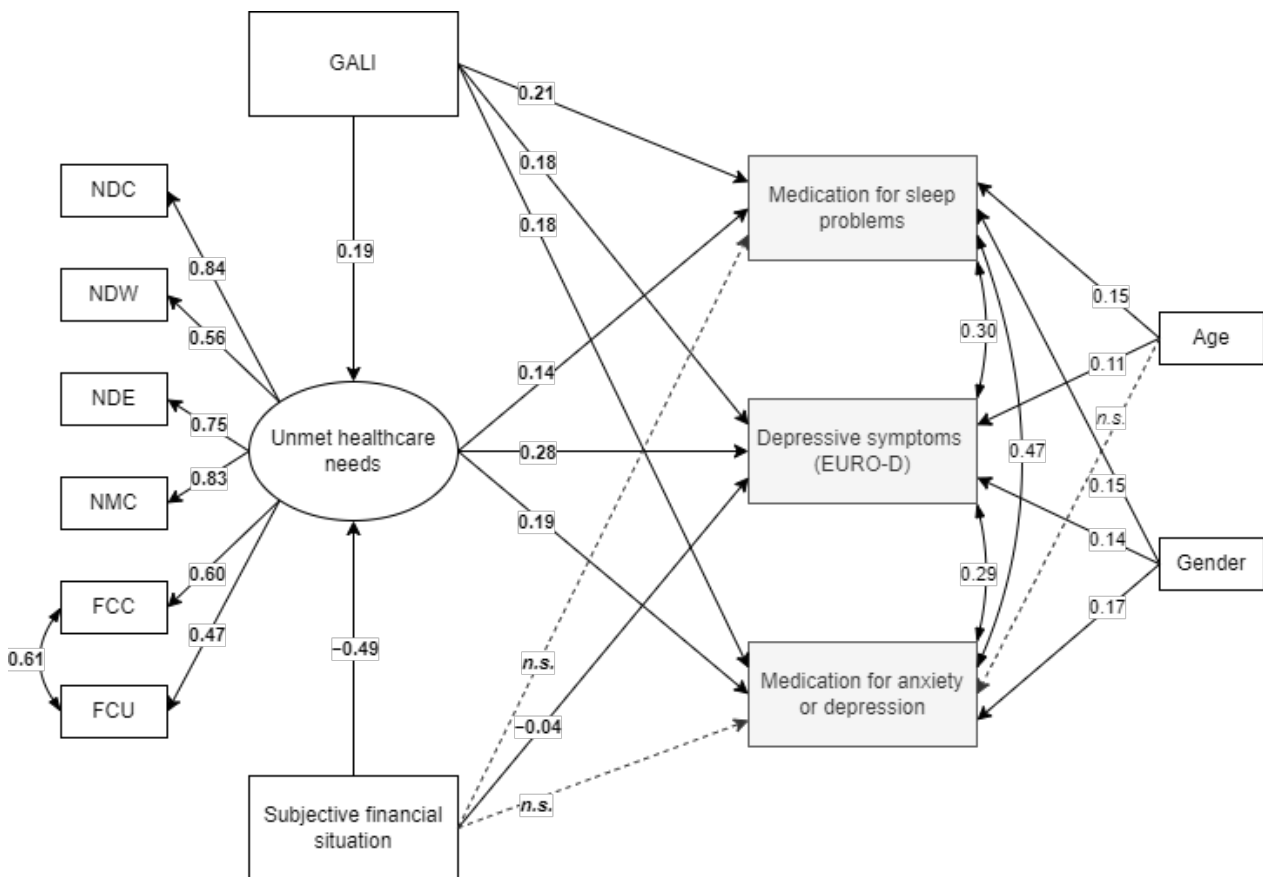 GALI
0.21
NDC
0.18
Medication for sleep
problems
0.18
0.19
0.84
NDW
0.15
0.56
0.30
Age
0.14
0.11
NDE
0.75
n.s.
Unmet healthcare
needs
0.28
Depressive symptoms
(EURO-D)
0.47
0.83
0.15
NMC
0.19
0.14
Gender
0.60
0.29
FCC
0.17
0.47
−0.49
0.61
n.s.
Medication for anxiety
or depression
FCU
−0.04
n.s.
Subjective financial
situation